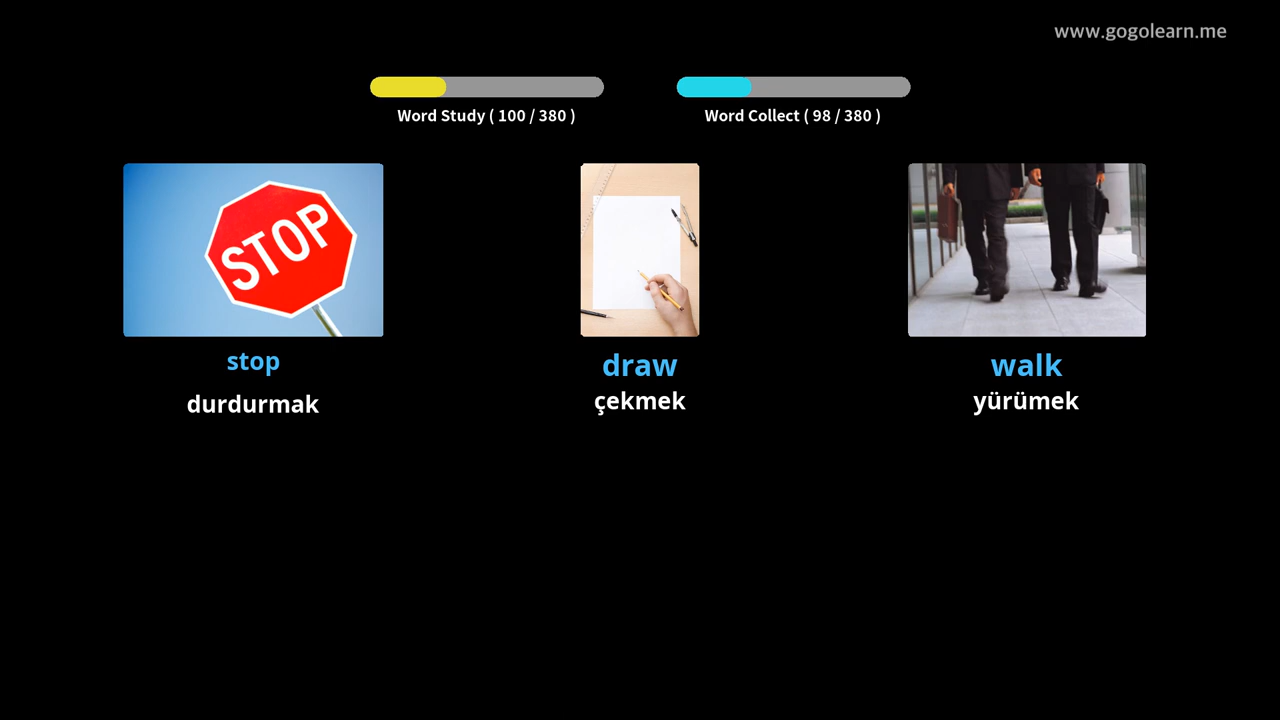 www.gogolearn.me
Word Study ( 100 / 380 )
Word Collect ( 98 / 380 )
STOP
stop
draw
walk
durdurmak
çekmek
yürümek